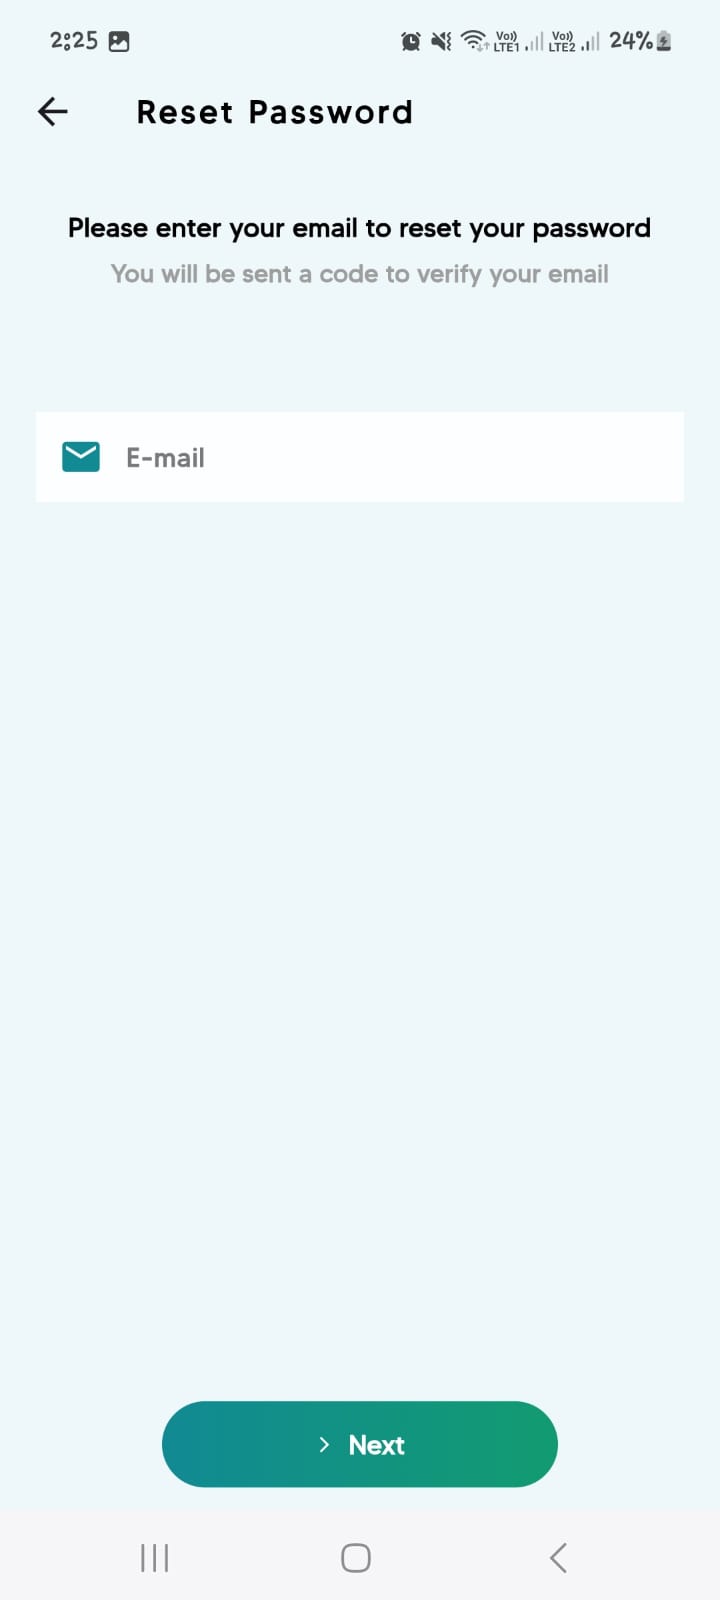 2:25 Vo)) LTE1 Vo)) LTE2 24%
Reset Password
Please enter your email to reset your password
You will be sent a code to verify your email
E-mail
Next